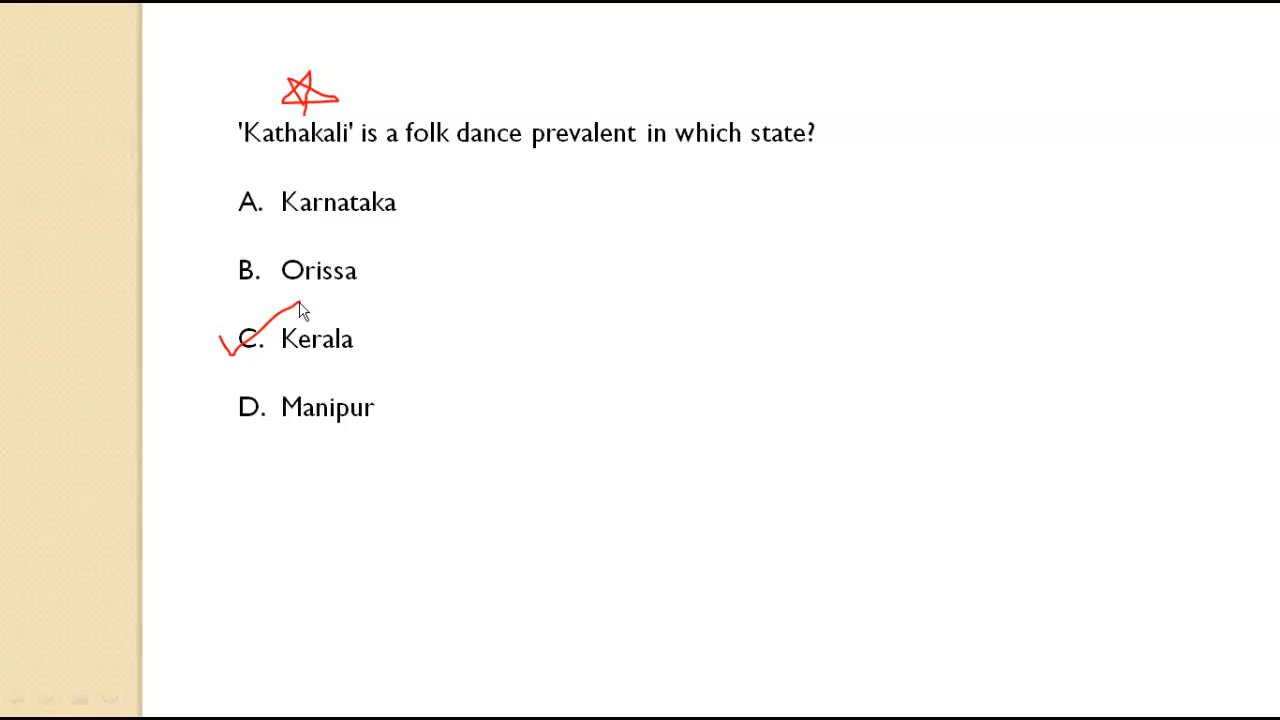 'Kathakali' is a folk dance prevalent in which state?
A. Karnataka
B. Orissa
C. Kerala
D. Manipur